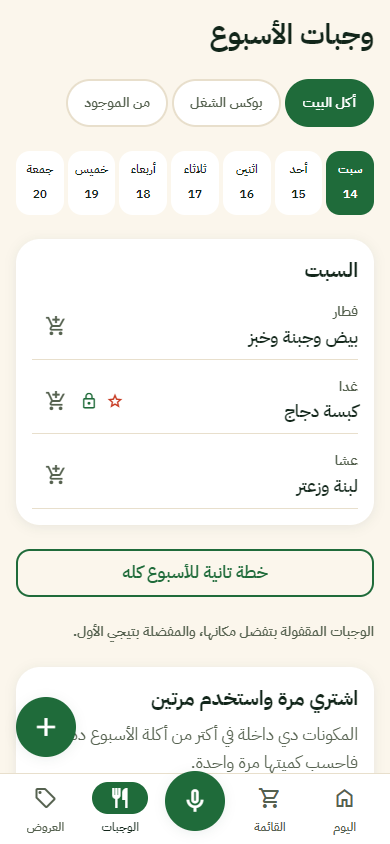 وجبات الأسبوع
أكل البيت
بوكس الشغل
من الموجود
سبت
14
أحد
15
اثنين
16
ثلاثاء
17
أربعاء
18
خميس
19
جمعة
20
السبت
فطار
بيض وجبنة وخبز
غدا
كبسة دجاج
عشا
لبنة وزعتر
خطة تانية للأسبوع كله
الوجبات المقفولة بتفضل مكانها، والمفضلة بتيجي الأول.
اشتري مرة واستخدم مرتين
المكونات دي داخلة في أكتر من أكلة الأسبوع
فاحسب كميتها مرة واحدة.
اليوم
القائمة
الوجبات
العروض